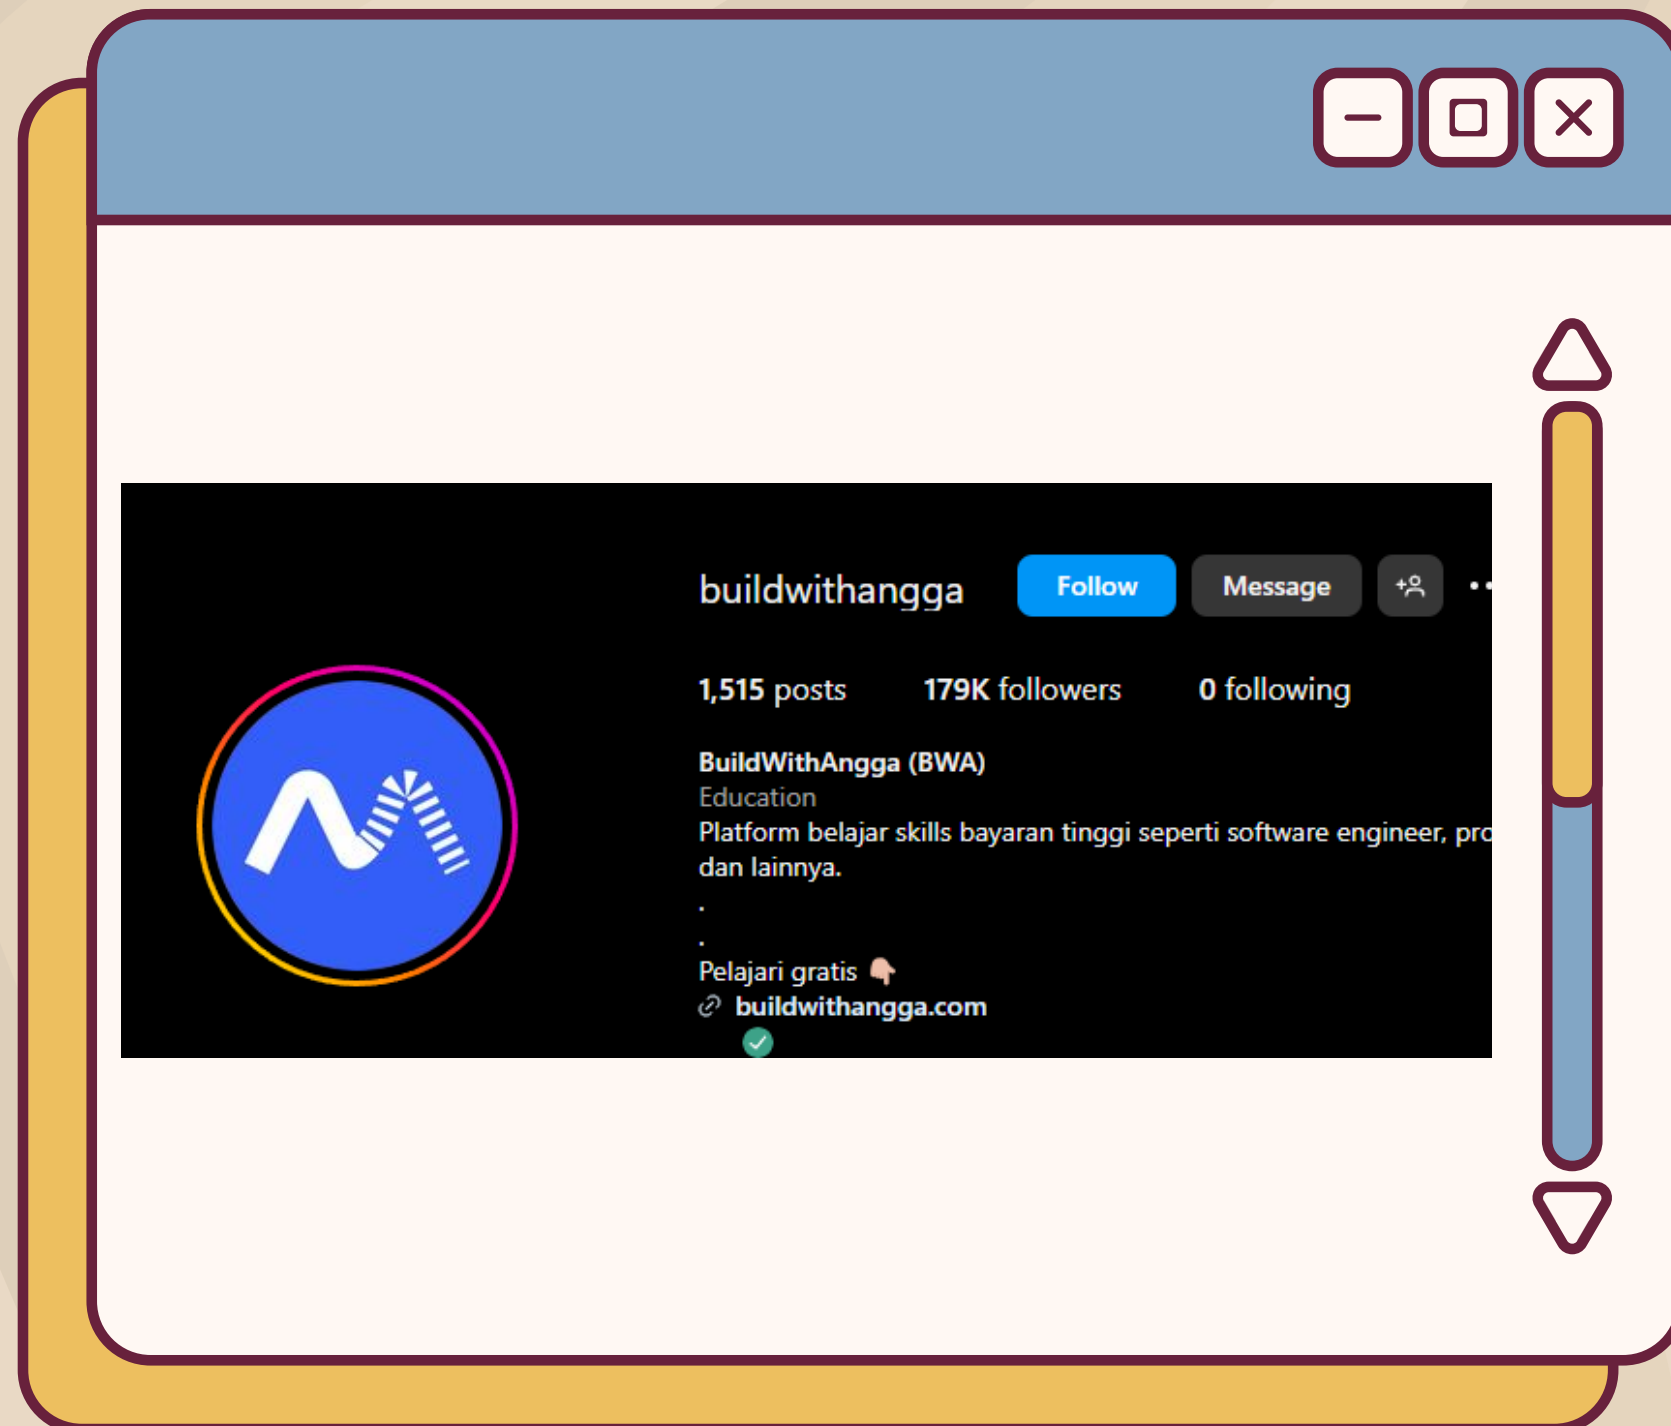 buildwithangga Follow Message
1,515 posts 179K followers 0 following
BuildWithAngga (BWA)
Education
Platform belajar skills bayaran tinggi seperti software engineer,
dan lainnya.
.
.
Pelajari gratis 👇
buildwithangga.com